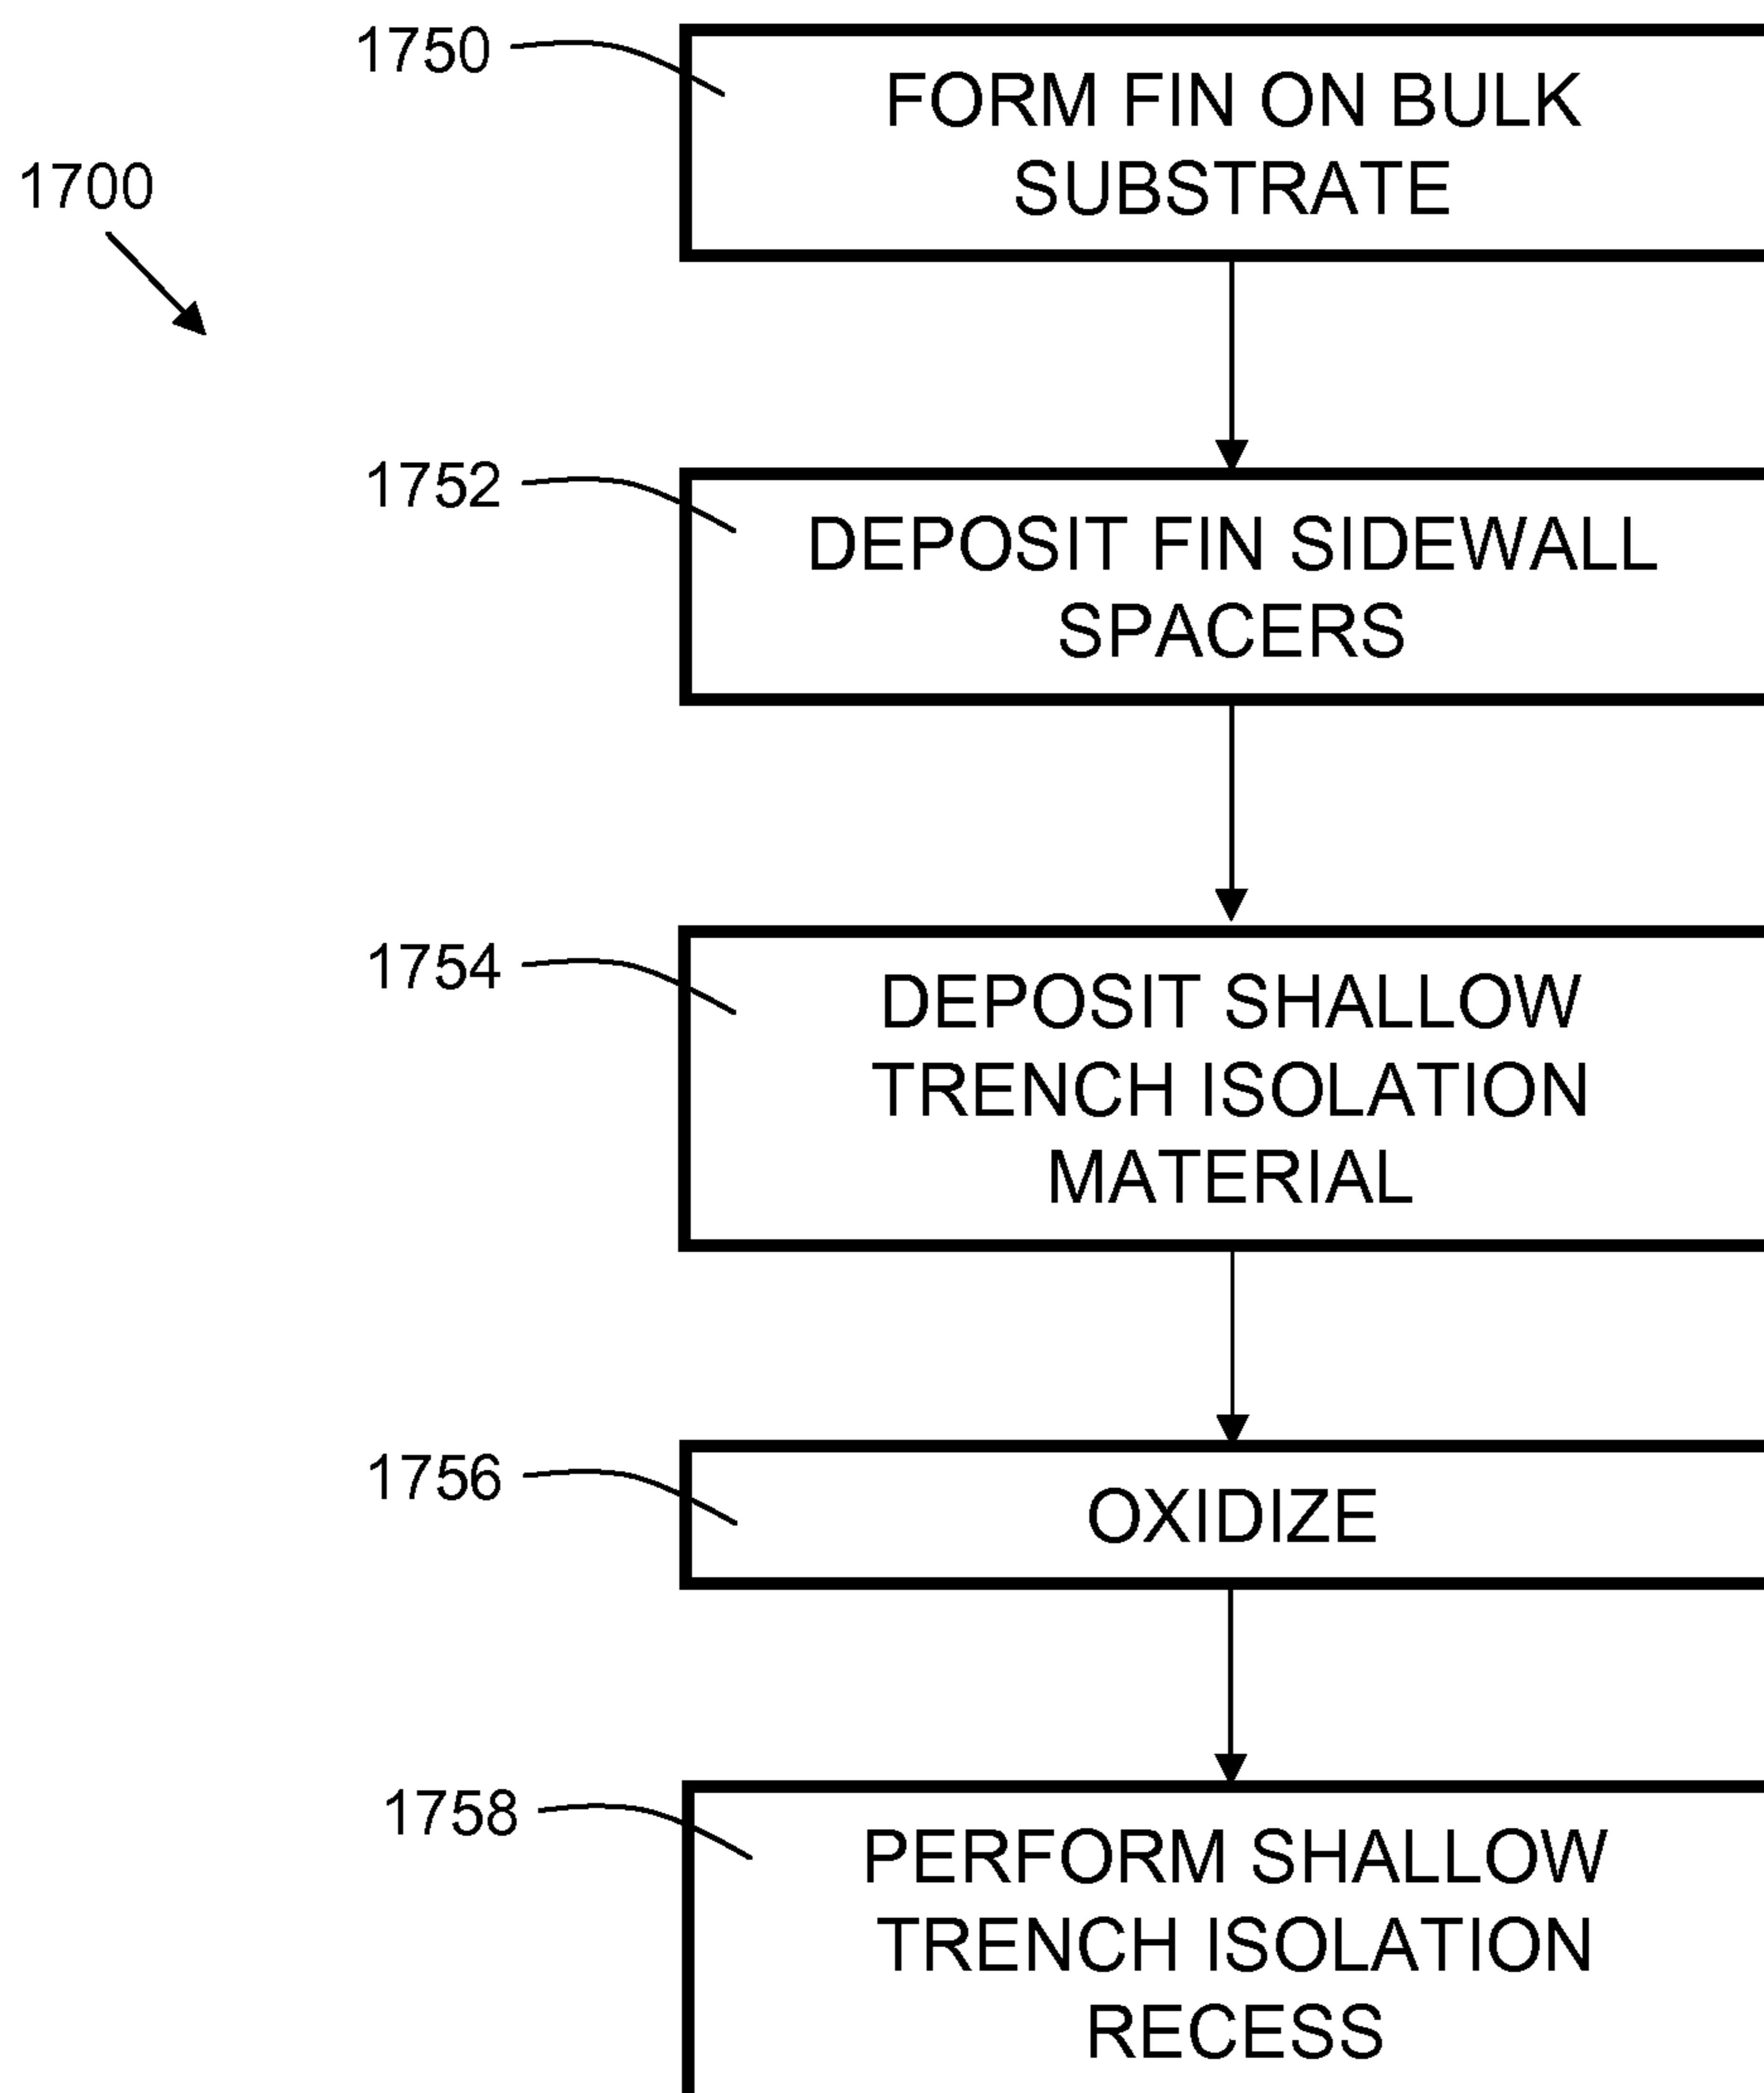 1750
FORM FIN ON BULK
SUBSTRATE
1700
1752
DEPOSIT FIN SIDEWALL
SPACERS
1754
DEPOSIT SHALLOW
TRENCH ISOLATION
MATERIAL
1756
OXIDIZE
1758
PERFORM SHALLOW
TRENCH ISOLATION
RECESS